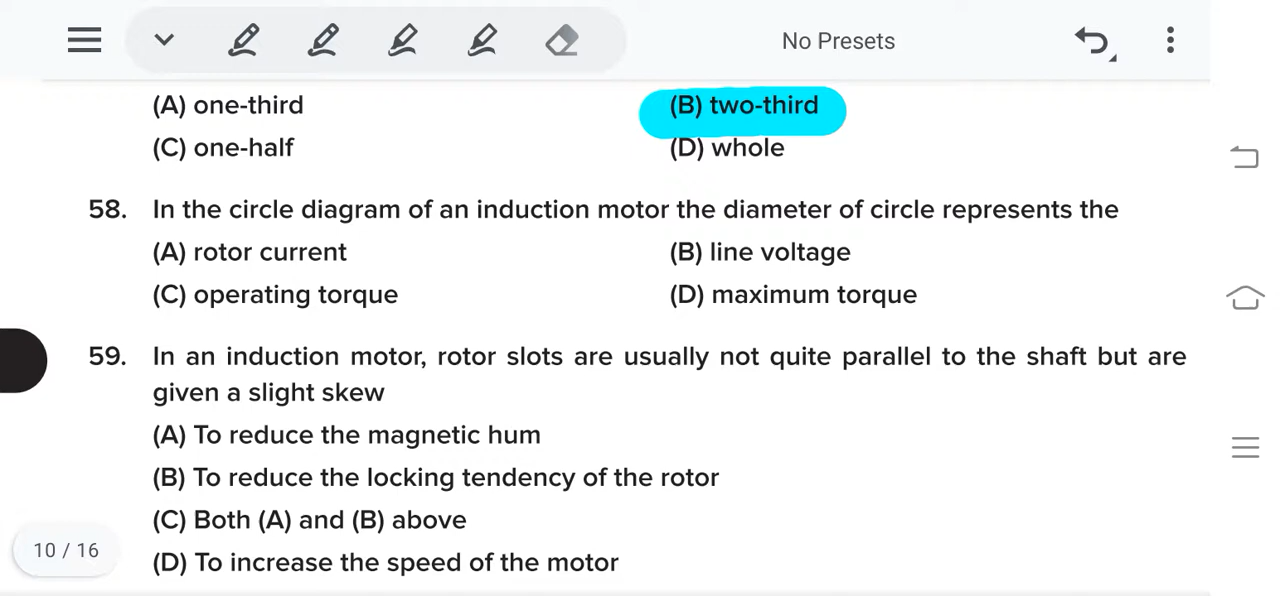 No Presets
(A) one-third (B) two-third
(C) one-half (D) whole
58. In the circle diagram of an induction motor the diameter of circle represents the
(A) rotor current (B) line voltage
(C) operating torque (D) maximum torque
59. In an induction motor, rotor slots are usually not quite parallel to the shaft but are
given a slight skew
(A) To reduce the magnetic hum
(B) To reduce the locking tendency of the rotor
(C) Both (A) and (B) above
(D) To increase the speed of the motor
10 / 16